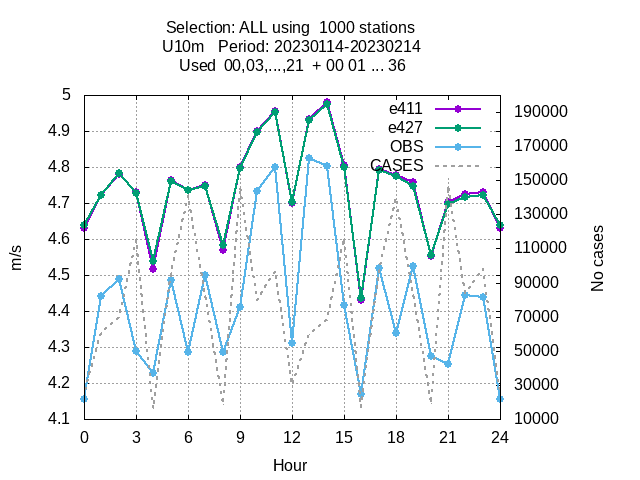 Selection: ALL using  1000 stations
U10m   Period: 20230114-20230214
Used  00,03,...,21  + 00 01 ... 36
5
4.9
4.8
4.7
4.6
4.5
4.4
4.3
4.2
4.1
m/s
e411
e427
OBS
CASES
190000
170000
150000
130000
110000
90000
70000
50000
30000
10000
No cases
0 3 6 9 12 15 18 21 24
Hour